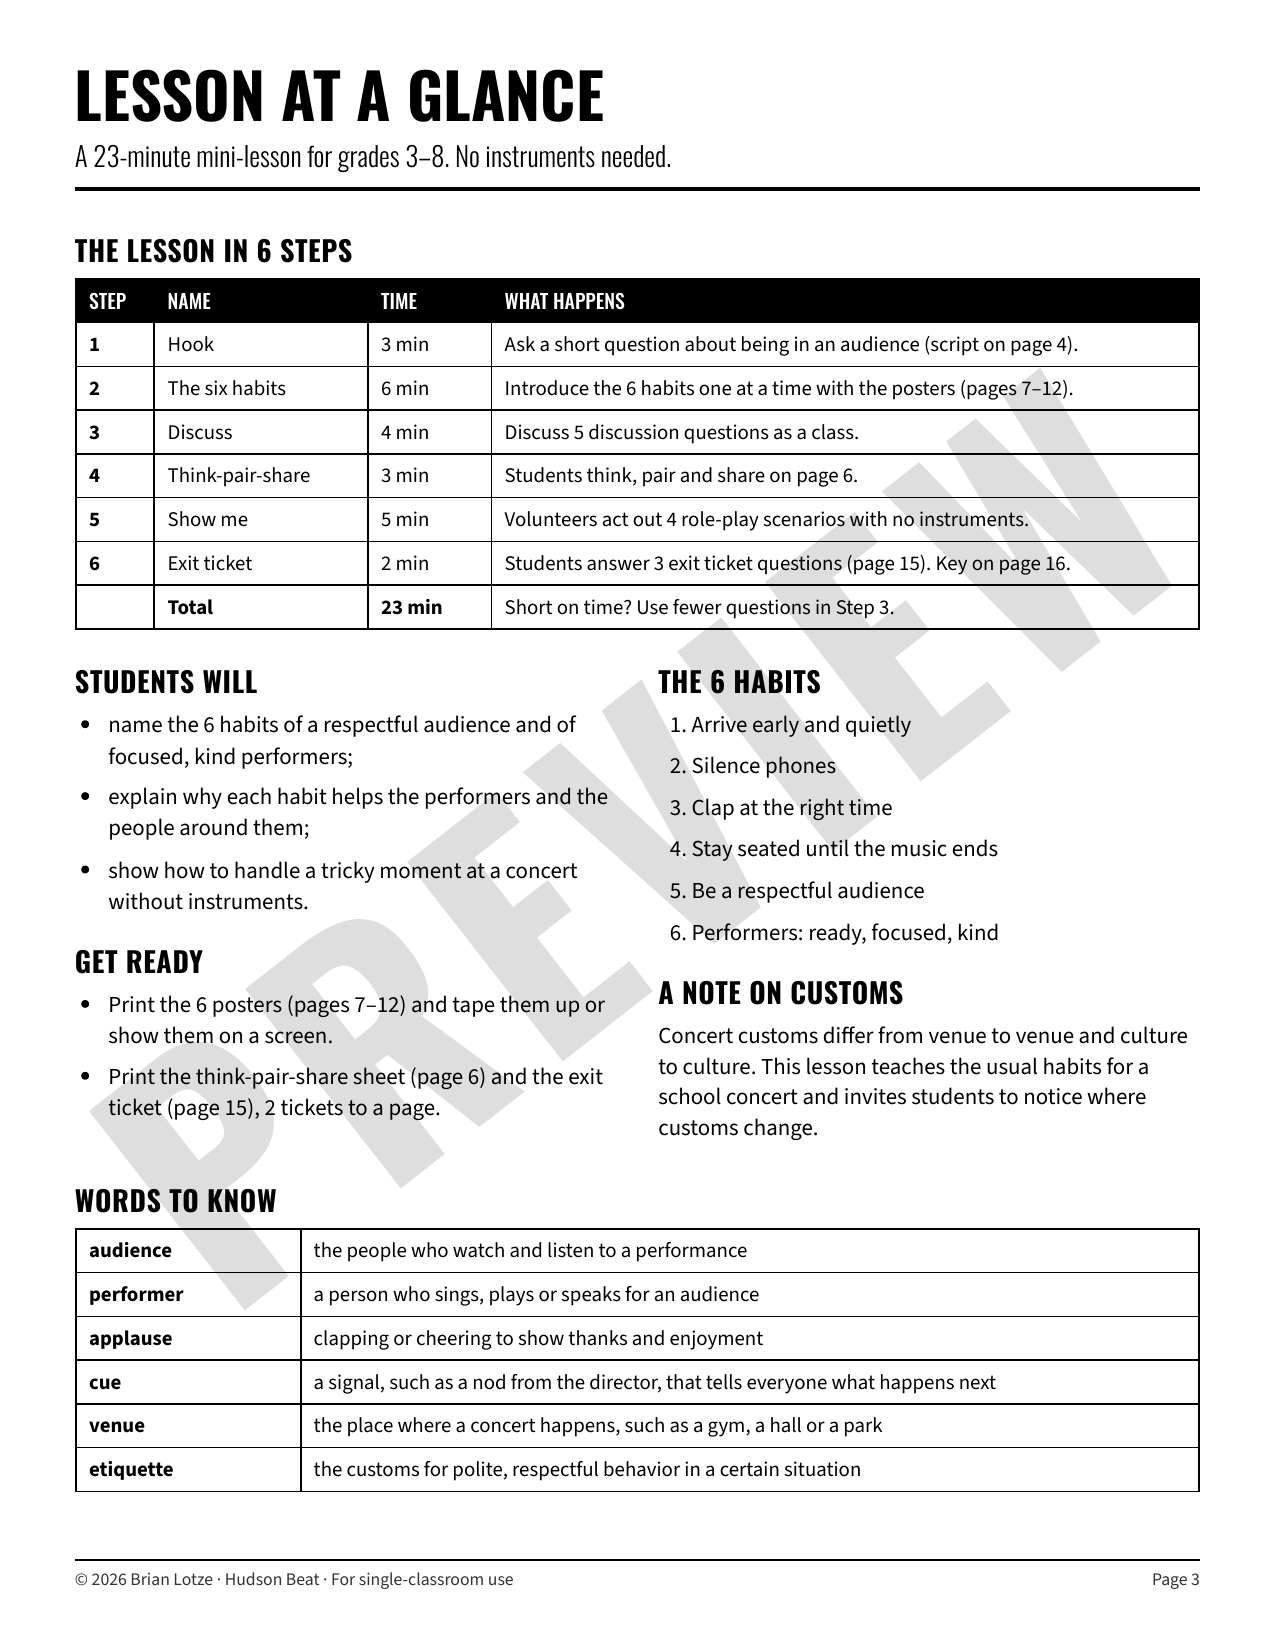 LESSON AT A GLANCE
A 23-minute mini-lesson for grades 3–8. No instruments needed.
THE LESSON IN 6 STEPS
STEP NAME TIME WHAT HAPPENS
1 Hook 3 min Ask a short question about being in an audience (script on page 4).
2 The six habits 6 min Introduce the 6 habits one at a time with the posters (pages 7–12).
3 Discuss 4 min Discuss 5 discussion questions as a class.
4 Think-pair-share 3 min Students think, pair and share on page 6.
5 Show me 5 min Volunteers act out 4 role-play scenarios with no instruments.
6 Exit ticket 2 min Students answer 3 exit ticket questions (page 15). Key on page 16.
Total 23 min Short on time? Use fewer questions in Step 3.
STUDENTS WILL
• name the 6 habits of a respectful audience and of
focused, kind performers;
• explain why each habit helps the performers and the
people around them;
• show how to handle a tricky moment at a concert
without instruments.
GET READY
• Print the 6 posters (pages 7–12) and tape them up or
show them on a screen.
• Print the think-pair-share sheet (page 6) and the exit
ticket (page 15), 2 tickets to a page.
THE 6 HABITS
1. Arrive early and quietly
2. Silence phones
3. Clap at the right time
4. Stay seated until the music ends
5. Be a respectful audience
6. Performers: ready, focused, kind
A NOTE ON CUSTOMS
Concert customs differ from venue to venue and culture
to culture. This lesson teaches the usual habits for a
school concert and invites students to notice where
customs change.
WORDS TO KNOW
audience the people who watch and listen to a performance
performer a person who sings, plays or speaks for an audience
applause clapping or cheering to show thanks and enjoyment
cue a signal, such as a nod from the director, that tells everyone what happens next
venue the place where a concert happens, such as a gym, a hall or a park
etiquette the customs for polite, respectful behavior in a certain situation
© 2026 Brian Lotze · Hudson Beat · For single-classroom use Page 3
PREVIEW